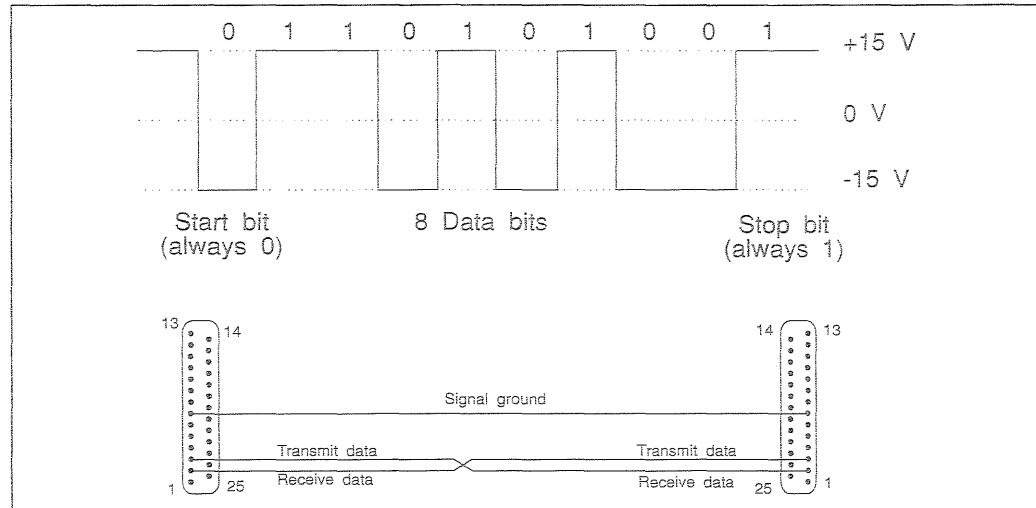 0 1 1 0 1 0 1 0 0 1
+15 V
0 V
-15 V
Start bit
(always 0)
8 Data bits
Stop bit
(always 1)
13
14
14
13
Signal ground
Transmit data
Transmit data
Receive data
Receive data
1
25
25
1